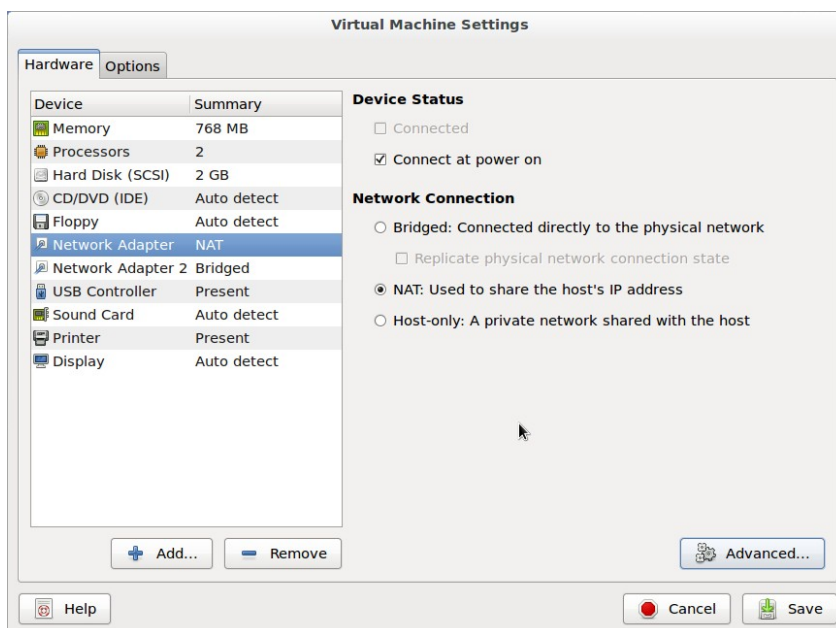 Virtual Machine Settings
Hardware Options
Device Summary
Memory 768 MB
Processors 2
Hard Disk (SCSI) 2 GB
CD/DVD (IDE) Auto detect
Floppy Auto detect
Network Adapter NAT
Network Adapter 2 Bridged
USB Controller Present
Sound Card Auto detect
Printer Present
Display Auto detect
Add... Remove
Device Status
Connected
Connect at power on
Network Connection
Bridged: Connected directly to the physical network
Replicate physical network connection state
NAT: Used to share the host's IP address
Host-only: A private network shared with the host
Advanced...
Help Cancel Save